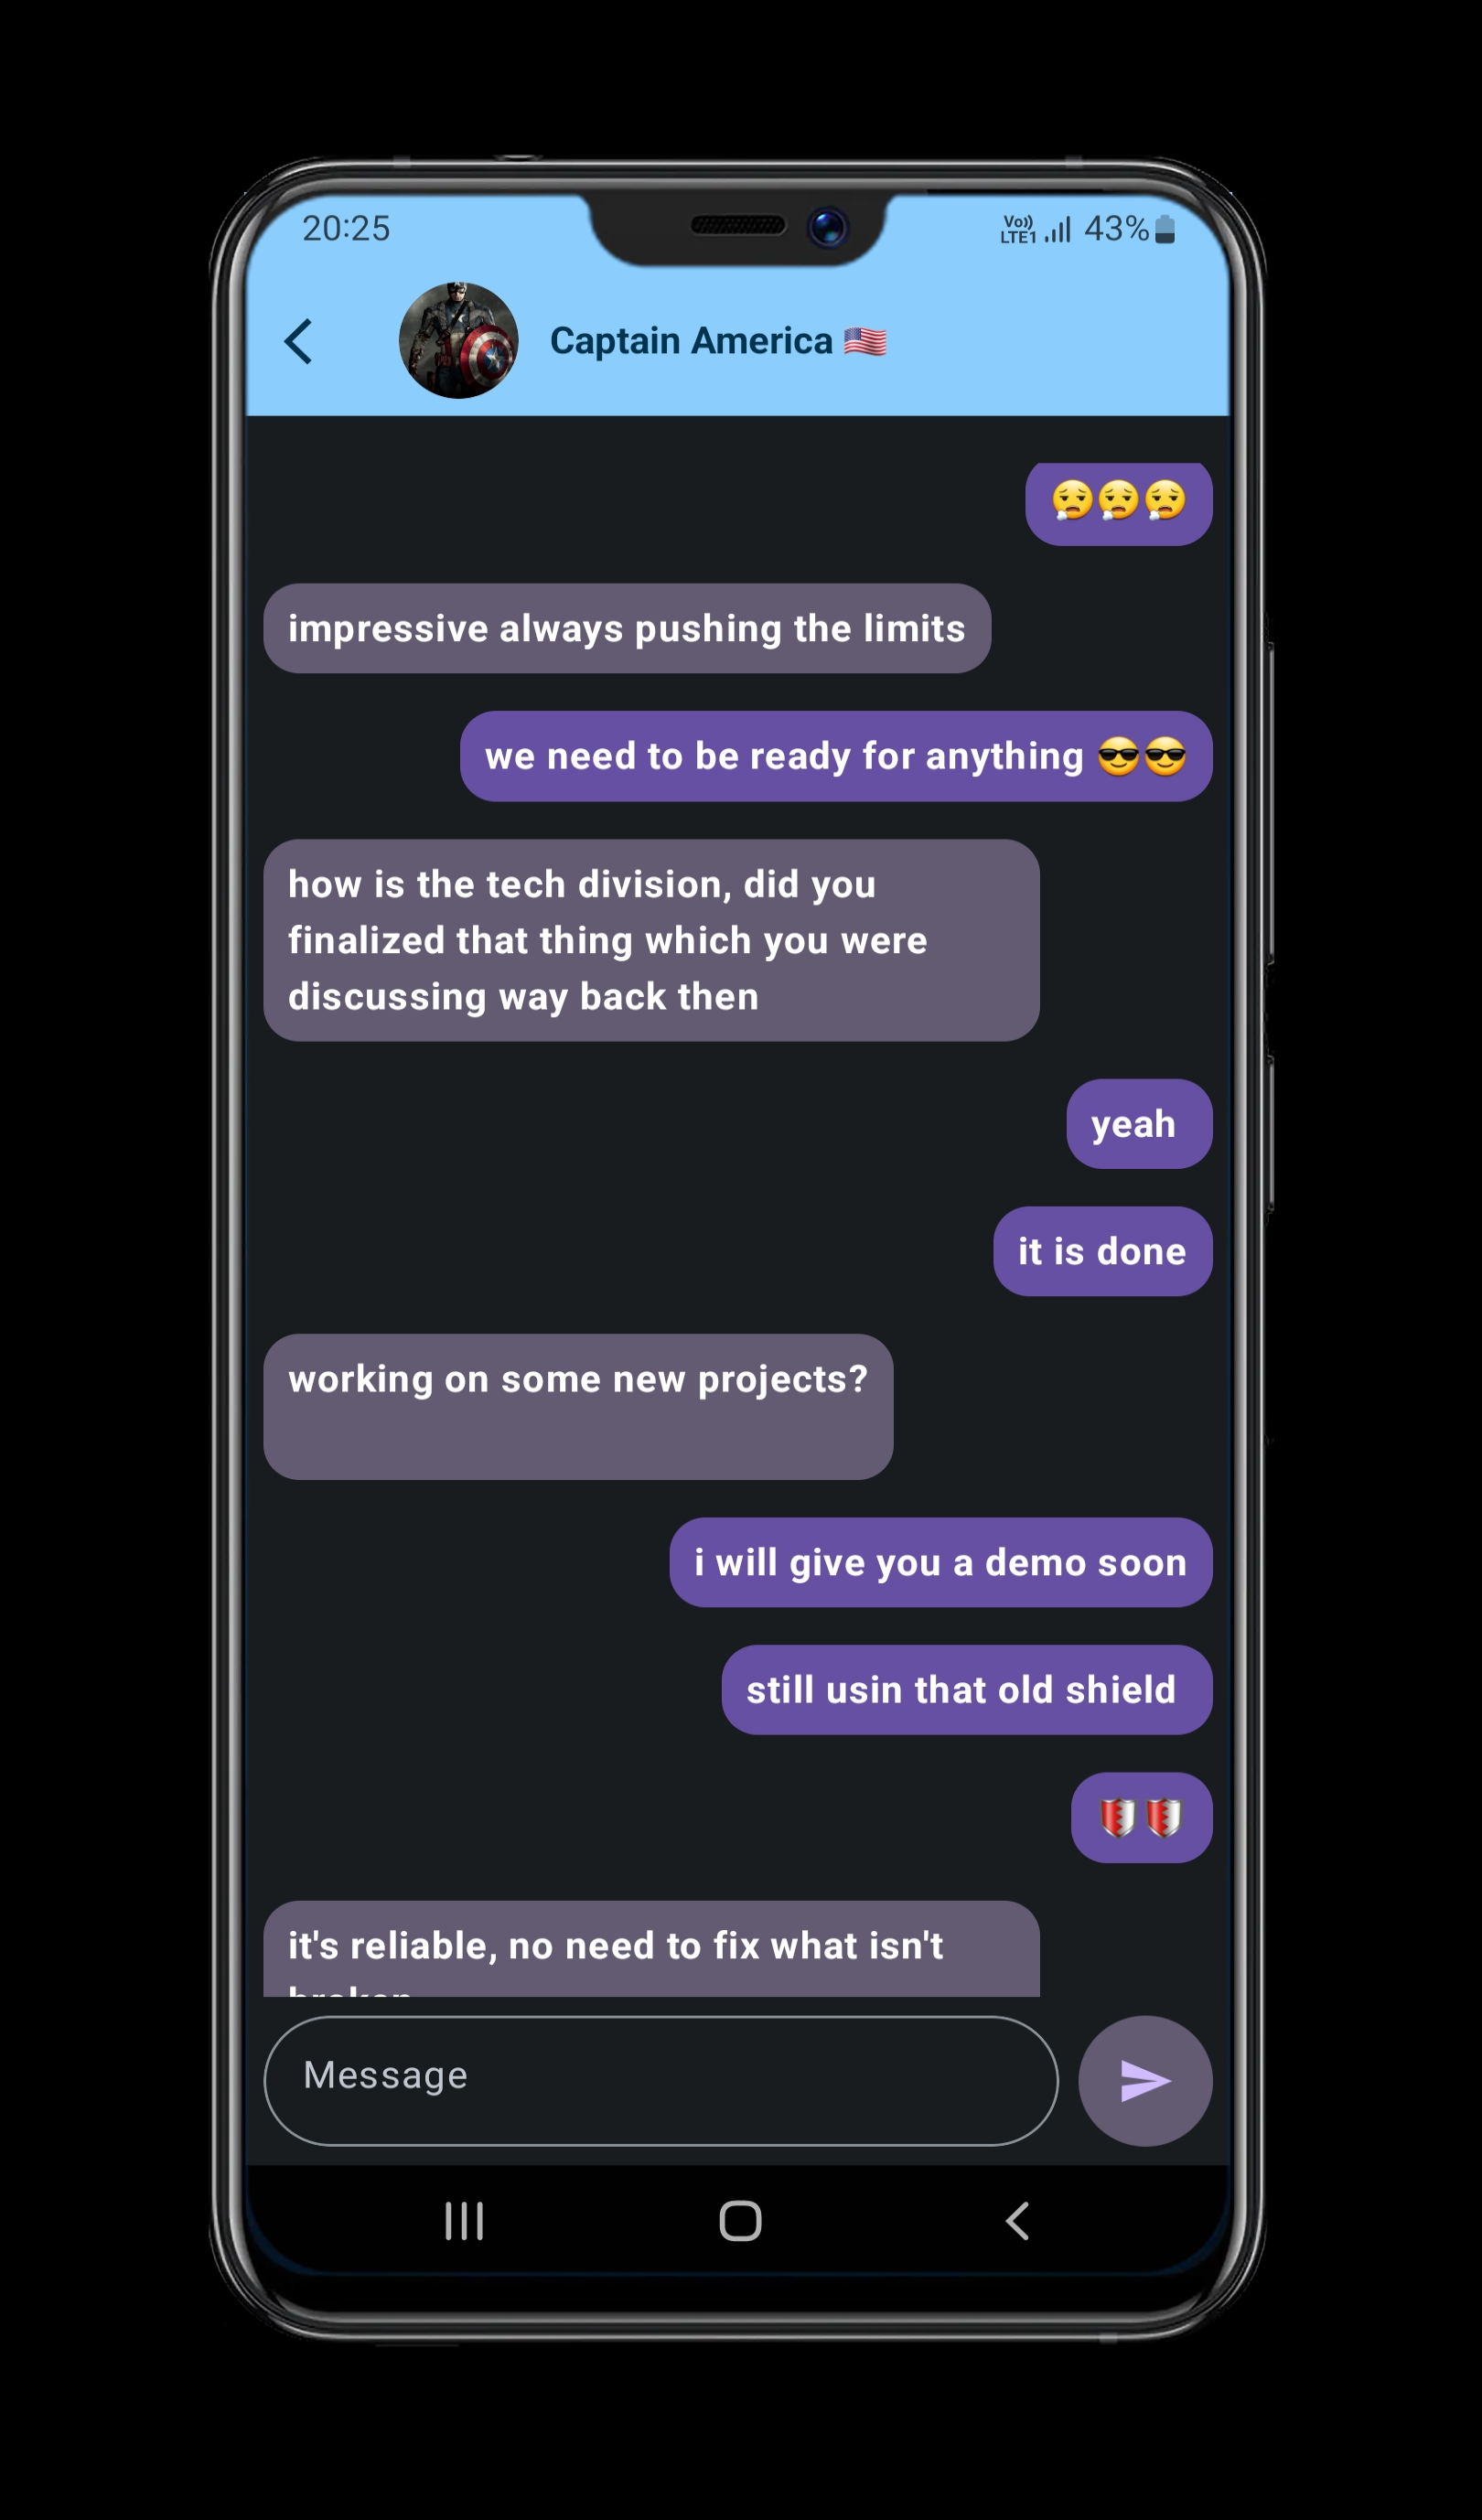 20:25
Vo))
LTE1
43%
Captain America 🇺🇸
😮‍💨😮‍💨😮‍💨
impressive always pushing the limits
we need to be ready for anything 😎😎
how is the tech division, did you
finalized that thing which you were
discussing way back then
yeah
it is done
working on some new projects?
i will give you a demo soon
still usin that old shield
🛡️🛡️
it's reliable, no need to fix what isn't
broken
Message